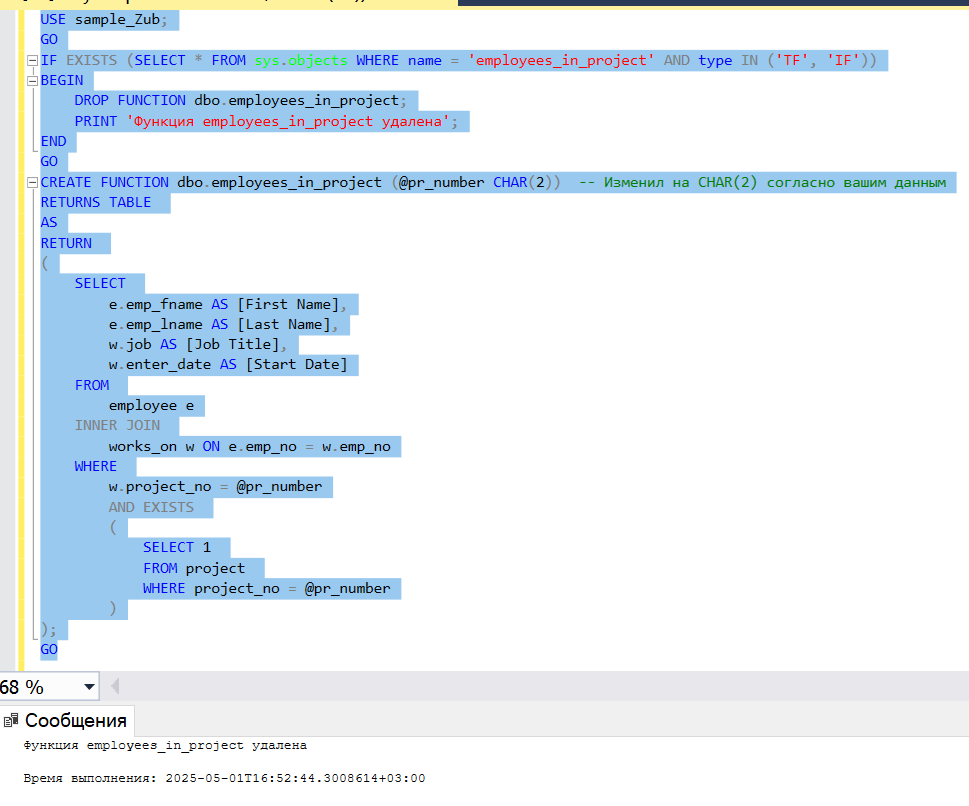 USE sample_Zub;
GO
IF EXISTS (SELECT * FROM sys.objects WHERE name = 'employees_in_project' AND type IN ('TF', 'IF'))
BEGIN
    DROP FUNCTION dbo.employees_in_project;
    PRINT 'Функция employees_in_project удалена';
END
GO
CREATE FUNCTION dbo.employees_in_project (@pr_number CHAR(2))  -- Изменил на CHAR(2) согласно вашим данным
RETURNS TABLE
AS
RETURN
(
    SELECT
        e.emp_fname AS [First Name],
        e.emp_lname AS [Last Name],
        w.job AS [Job Title],
        w.enter_date AS [Start Date]
    FROM
        employee e
    INNER JOIN
        works_on w ON e.emp_no = w.emp_no
    WHERE
        w.project_no = @pr_number
        AND EXISTS
        (
            SELECT 1
            FROM project
            WHERE project_no = @pr_number
        )
);
GO
68 %
Сообщения
Функция employees_in_project удалена
Время выполнения: 2025-05-01T16:52:44.3008614+03:00